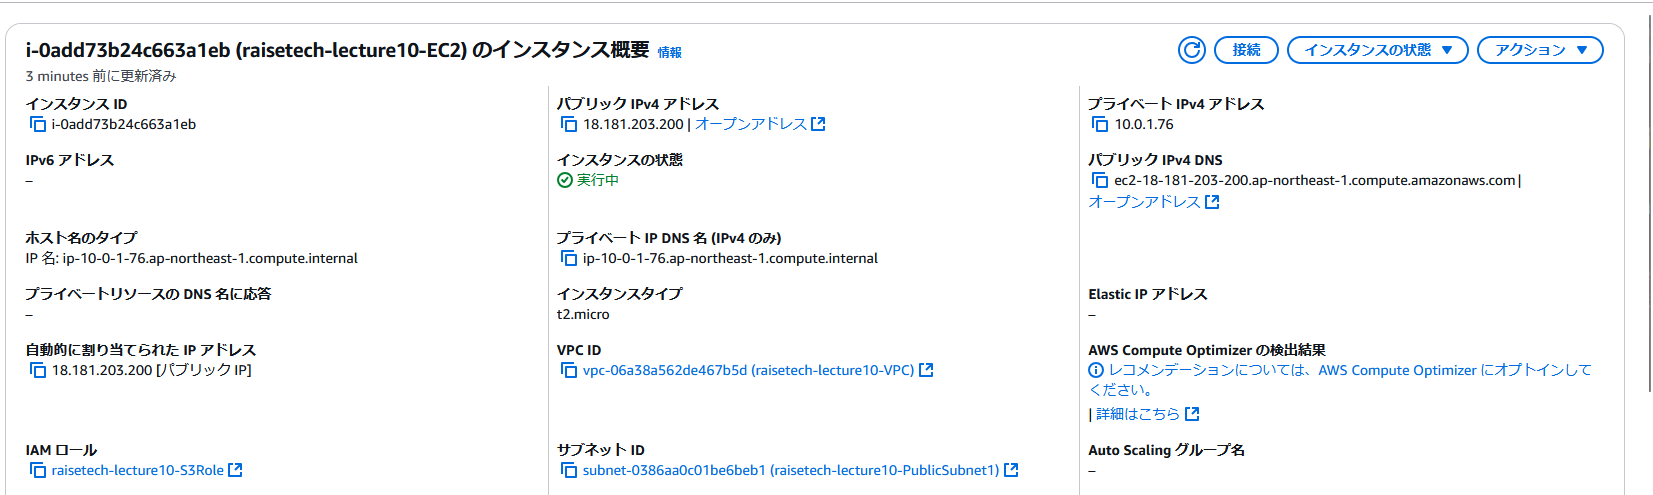 i-0add73b24c663a1eb (raisetech-lecture10-EC2) のインスタンス概要 情報
3 minutes 前に更新済み
接続
インスタンスの状態
アクション
インスタンス ID
i-0add73b24c663a1eb
パブリック IPv4 アドレス
18.181.203.200 | オープンアドレス
プライベート IPv4 アドレス
10.0.1.76
IPv6 アドレス
–
インスタンスの状態
実行中
パブリック IPv4 DNS
ec2-18-181-203-200.ap-northeast-1.compute.amazonaws.com |
オープンアドレス
ホスト名のタイプ
IP 名: ip-10-0-1-76.ap-northeast-1.compute.internal
プライベート IP DNS 名 (IPv4 のみ)
ip-10-0-1-76.ap-northeast-1.compute.internal
プライベートリソースの DNS 名に応答
–
インスタンスタイプ
t2.micro
Elastic IP アドレス
–
自動的に割り当てられた IP アドレス
18.181.203.200 [パブリック IP]
VPC ID
vpc-06a38a562de467b5d (raisetech-lecture10-VPC)
AWS Compute Optimizer の検出結果
レコメンデーションについては、AWS Compute Optimizer にオプトインして
ください。
| 詳細はこちら
IAM ロール
raisetech-lecture10-S3Role
サブネット ID
subnet-0386aa0c01be6beb1 (raisetech-lecture10-PublicSubnet1)
Auto Scaling グループ名
–